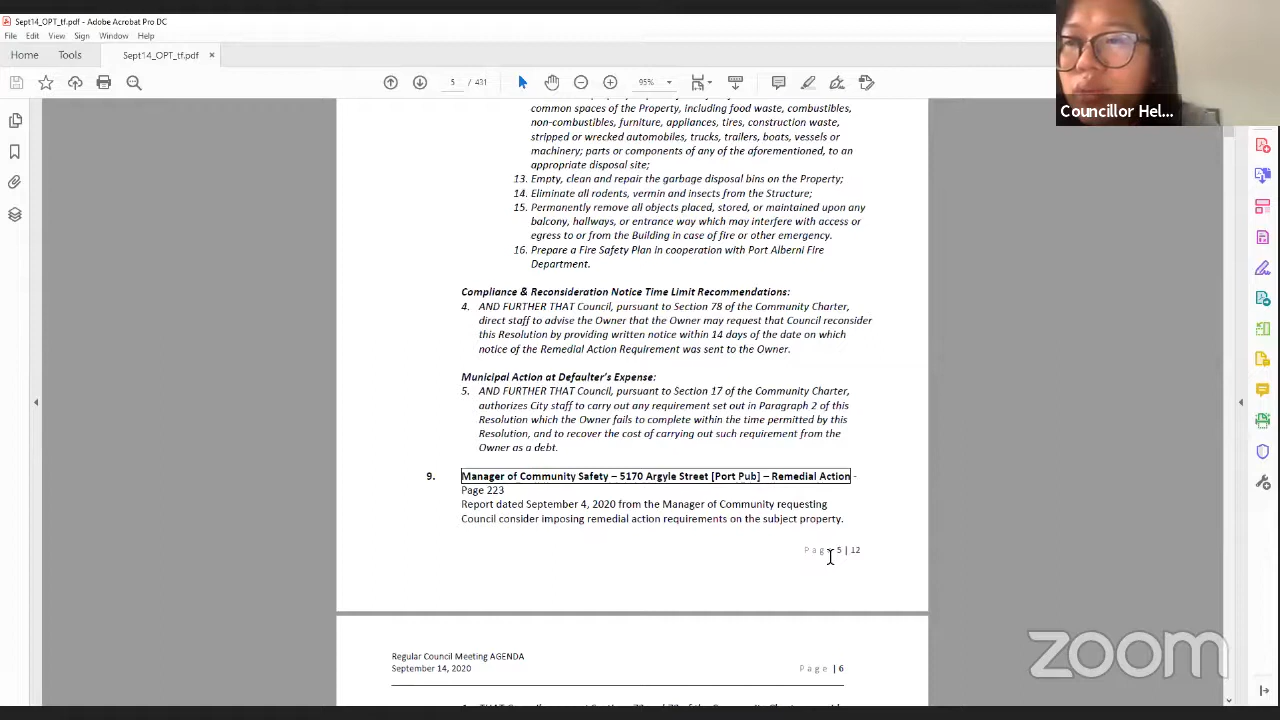 Sept14_OPT_tf.pdf - Adobe Acrobat Pro DC
File Edit View Sign Window Help
Home Tools Sept14_OPT_tf.pdf ×
5 / 431 95%
Councillor Hel...
common spaces of the Property, including food waste, combustibles,
non-combustibles, furniture, appliances, tires, construction waste,
stripped or wrecked automobiles, trucks, trailers, boats, vessels or
machinery; parts or components of any of the aforementioned, to an
appropriate disposal site;
13. Empty, clean and repair the garbage disposal bins on the Property;
14. Eliminate all rodents, vermin and insects from the Structure;
15. Permanently remove all objects placed, stored, or maintained upon any
balcony, hallways, or entrance way which may interfere with access or
egress to or from the Building in case of fire or other emergency.
16. Prepare a Fire Safety Plan in cooperation with Port Alberni Fire
Department.
Compliance & Reconsideration Notice Time Limit Recommendations:
4. AND FURTHER THAT Council, pursuant to Section 78 of the Community Charter,
direct staff to advise the Owner that the Owner may request that Council reconsider
this Resolution by providing written notice within 14 days of the date on which
notice of the Remedial Action Requirement was sent to the Owner.
Municipal Action at Defaulter's Expense:
5. AND FURTHER THAT Council, pursuant to Section 17 of the Community Charter,
authorizes City staff to carry out any requirement set out in Paragraph 2 of this
Resolution which the Owner fails to complete within the time permitted by this
Resolution, and to recover the cost of carrying out such requirement from the
Owner as a debt.
9. Manager of Community Safety – 5170 Argyle Street [Port Pub] – Remedial Action -
Page 223
Report dated September 4, 2020 from the Manager of Community requesting
Council consider imposing remedial action requirements on the subject property.
Page 5 | 12
zoom
Regular Council Meeting AGENDA
September 14, 2020 Page | 6